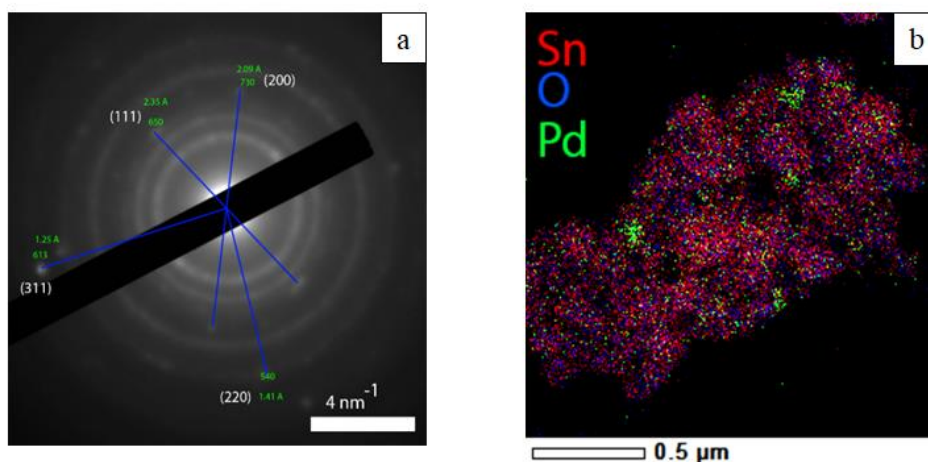 a
2.09 A
730
(200)
2.35 A
650
(111)
1.25 A
613
(311)
540
(220)
1.41 A
4 nm⁻¹
b
Sn
O
Pd
0.5 µm